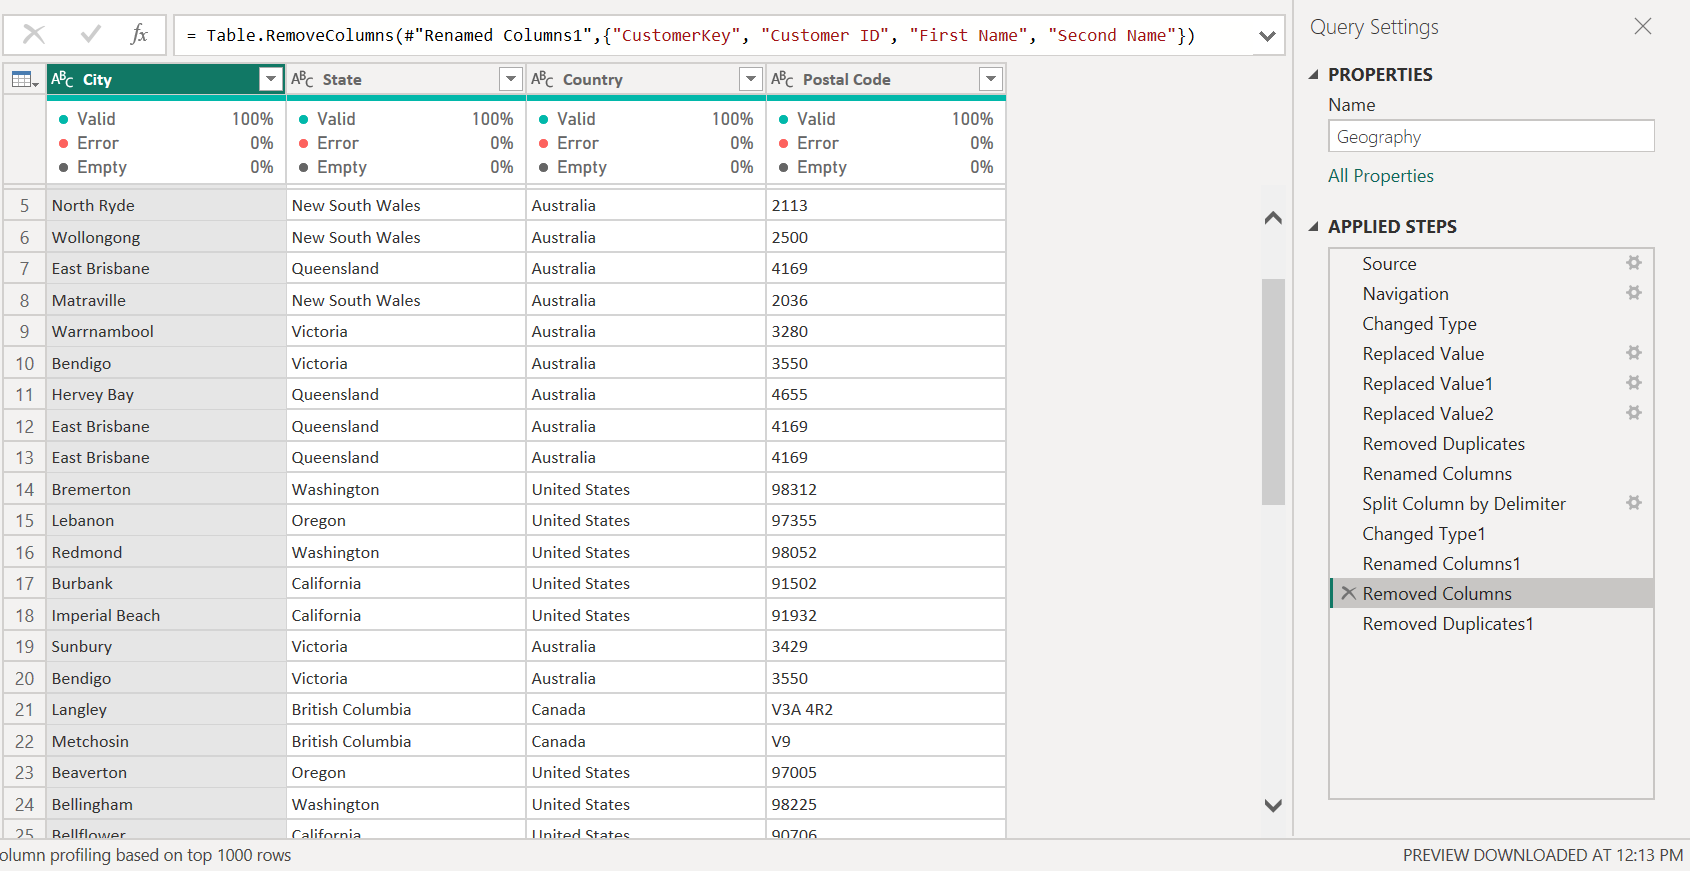 = Table.RemoveColumns(#"Renamed Columns1",{"CustomerKey", "Customer ID", "First Name", "Second Name"})
City State Country Postal Code
Valid 100% Valid 100% Valid 100% Valid 100%
Error 0% Error 0% Error 0% Error 0%
Empty 0% Empty 0% Empty 0% Empty 0%
5 North Ryde New South Wales Australia 2113
6 Wollongong New South Wales Australia 2500
7 East Brisbane Queensland Australia 4169
8 Matraville New South Wales Australia 2036
9 Warrnambool Victoria Australia 3280
10 Bendigo Victoria Australia 3550
11 Hervey Bay Queensland Australia 4655
12 East Brisbane Queensland Australia 4169
13 East Brisbane Queensland Australia 4169
14 Bremerton Washington United States 98312
15 Lebanon Oregon United States 97355
16 Redmond Washington United States 98052
17 Burbank California United States 91502
18 Imperial Beach California United States 91932
19 Sunbury Victoria Australia 3429
20 Bendigo Victoria Australia 3550
21 Langley British Columbia Canada V3A 4R2
22 Metchosin British Columbia Canada V9
23 Beaverton Oregon United States 97005
24 Bellingham Washington United States 98225
25 Bellflower California United States 90706
olumn profiling based on top 1000 rows
Query Settings
PROPERTIES
Name
Geography
All Properties
APPLIED STEPS
Source
Navigation
Changed Type
Replaced Value
Replaced Value1
Replaced Value2
Removed Duplicates
Renamed Columns
Split Column by Delimiter
Changed Type1
Renamed Columns1
Removed Columns
Removed Duplicates1
PREVIEW DOWNLOADED AT 12:13 PM